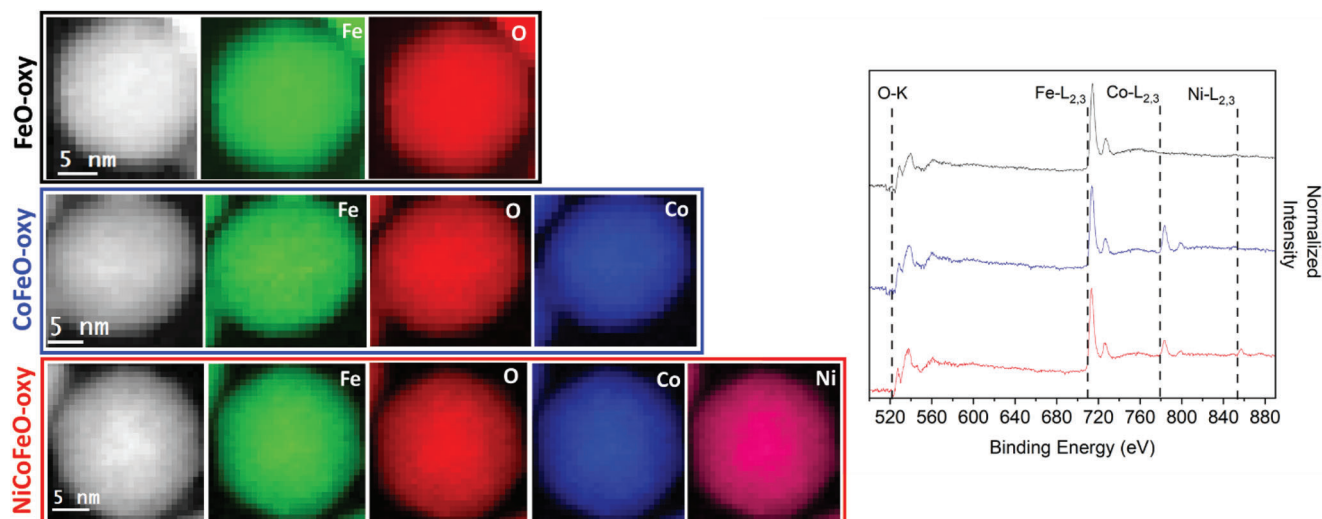 FeO-oxy
5 nm
Fe
O
CoFeO-oxy
5 nm
Fe
O
Co
NiCoFeO-oxy
5 nm
Fe
O
Co
Ni
O-K
Fe-L2,3
Co-L2,3
Ni-L2,3
Normalized
Intensity
520 560 600 640 680 720 760 800 840 880
Binding Energy (eV)